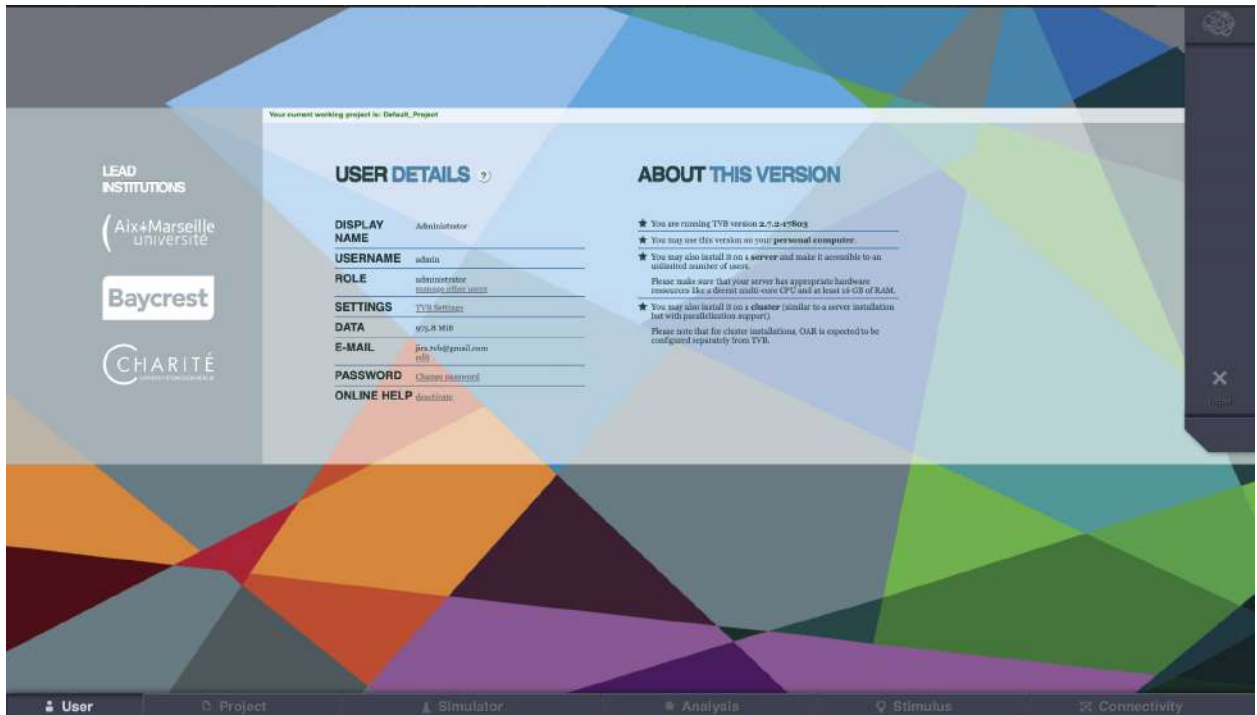 Your current working project is: Default_Project
LEAD
INSTITUTIONS
Aix*Marseille
université
Baycrest
CHARITÉ
USER DETAILS ?
DISPLAY NAME Administrator
USERNAME admin
ROLE administrator
manage other users
SETTINGS TVB Settings
DATA 975.8 MiB
E-MAIL jira.tvb@gmail.com
edit
PASSWORD Change password
ONLINE HELP deactivate
ABOUT THIS VERSION
★ You are running TVB version 2.7.2-17803
★ You may use this version on your personal computer.
★ You may also install it on a server and make it accessible to an
unlimited number of users.
Please make sure that your server has appropriate hardware
ressources like a decent multi-core CPU and at least 16 GB of RAM.
★ You may also install it on a cluster (similar to a server installation
but with parallelization support)
Please note that for cluster installations, OAR is expected to be
configured separately from TVB.
User
Project
Simulator
Analysis
Stimulus
Connectivity